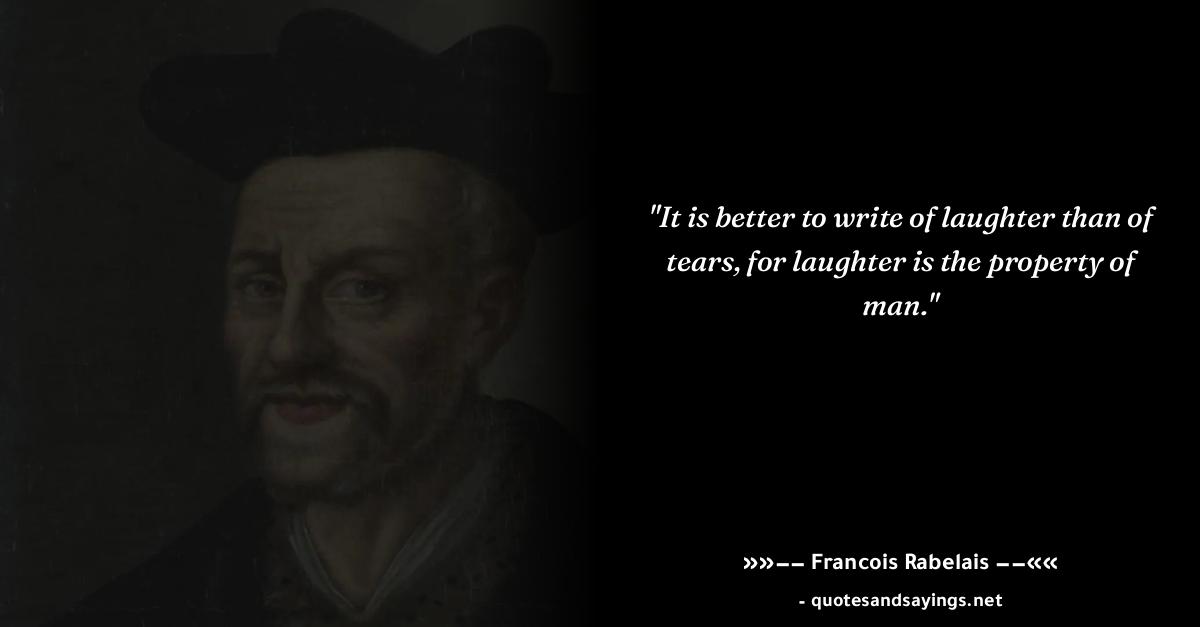 "It is better to write of laughter than of
tears, for laughter is the property of
man."
»»–– Francois Rabelais ––««
- quotesandsayings.net